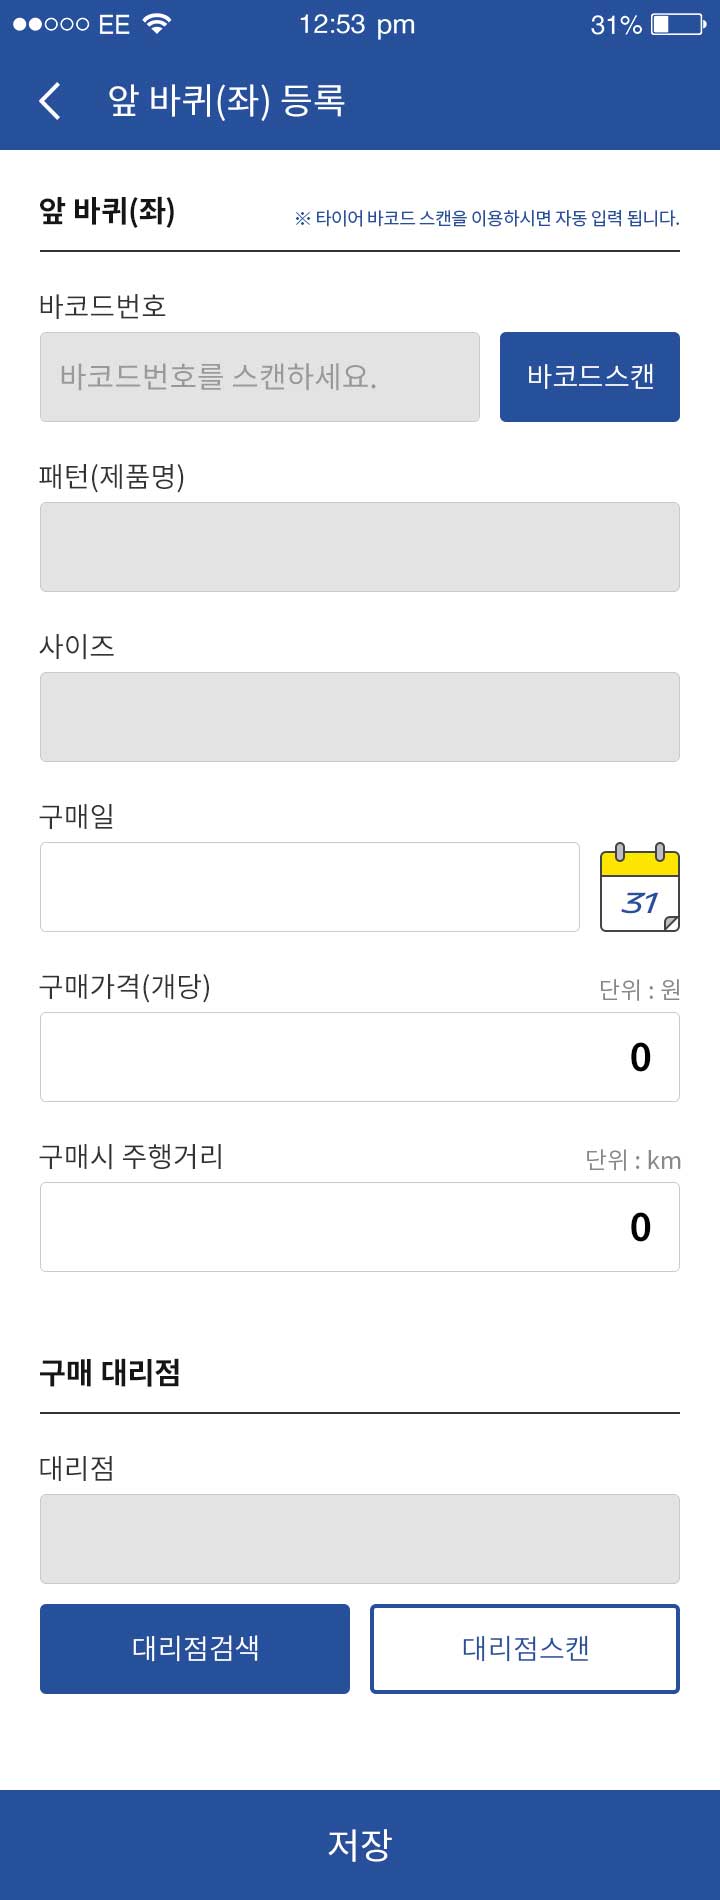 EE 12:53 pm 31%
앞 바퀴(좌) 등록
앞 바퀴(좌)
※ 타이어 바코드 스캔을 이용하시면 자동 입력 됩니다.
바코드번호
바코드번호를 스캔하세요.
바코드스캔
패턴(제품명)
사이즈
구매일
31
구매가격(개당)
단위 : 원
0
구매시 주행거리
단위 : km
0
구매 대리점
대리점
대리점검색
대리점스캔
저장